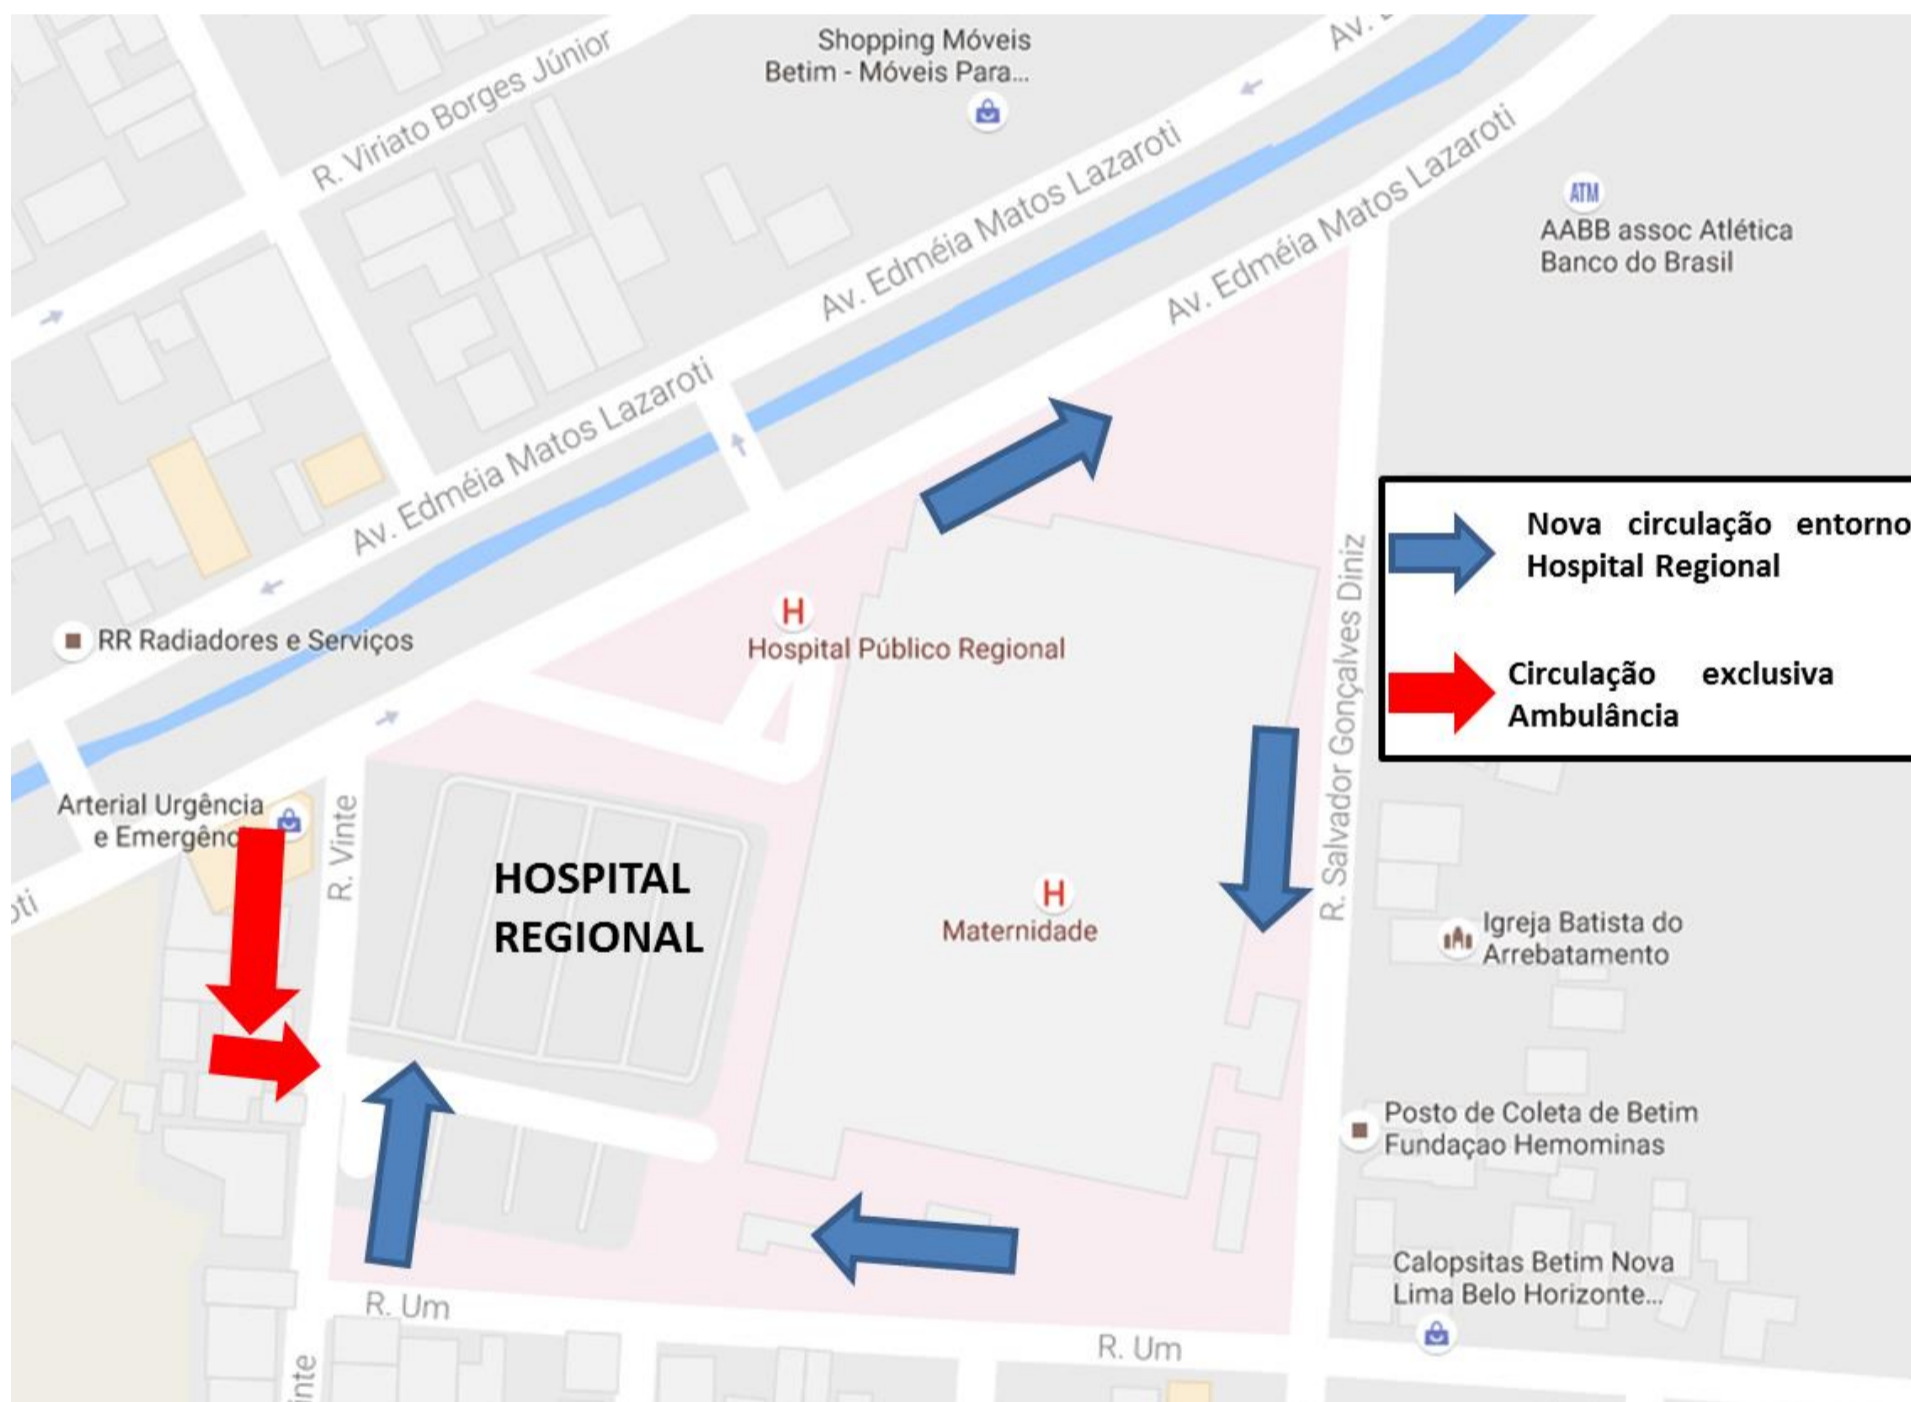 Shopping Móveis
Betim - Móveis Para...
Av.
R. Viriato Borges Júnior
Av. Edméia Matos Lazaroti
Av. Edméia Matos Lazaroti
ATM
AABB assoc Atlética
Banco do Brasil
Av. Edméia Matos Lazaroti
Nova circulação entorno
Hospital Regional
Circulação exclusiva
Ambulância
H
Hospital Público Regional
RR Radiadores e Serviços
R. Salvador Gonçalves Diniz
Arterial Urgência
e Emergênc
R. Vinte
HOSPITAL
REGIONAL
H
Maternidade
oti
Igreja Batista do
Arrebatamento
Posto de Coleta de Betim
Fundaçao Hemominas
Calopsitas Betim Nova
Lima Belo Horizonte...
R. Um
R. Um
inte